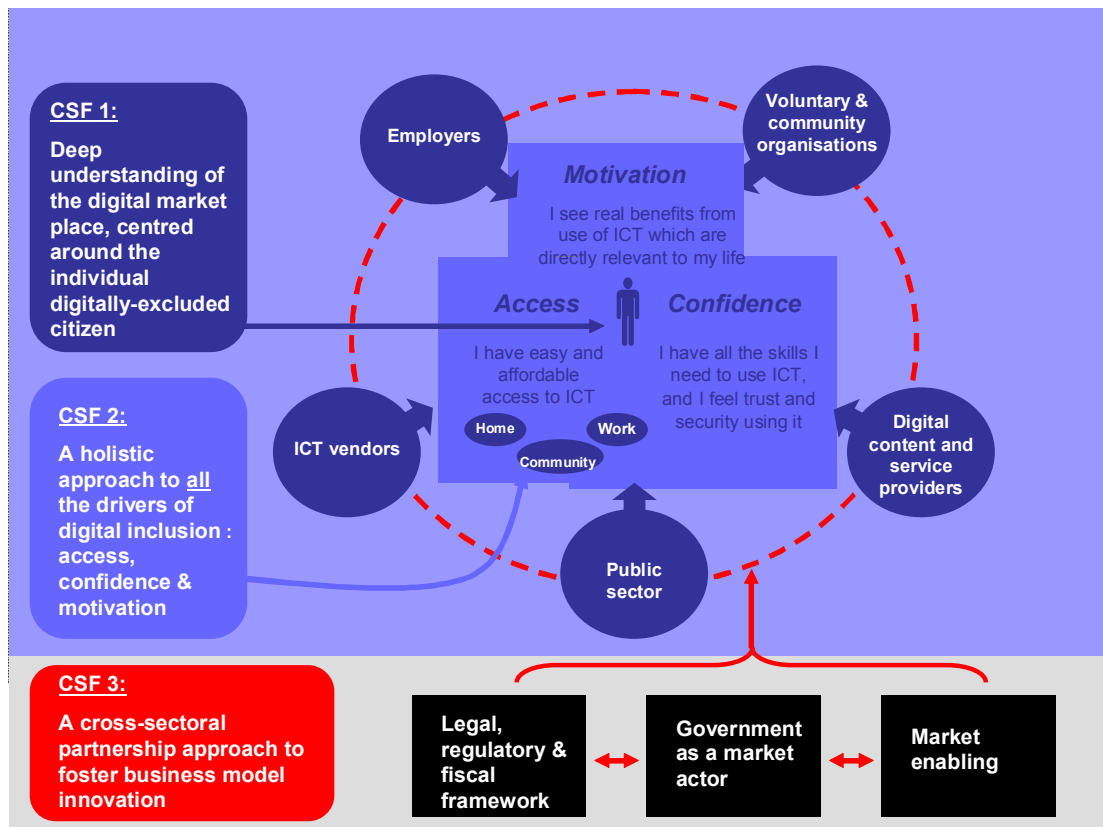 CSF 1:
Deep
understanding of
the digital market
place, centred
around the
individual
digitally-excluded
citizen
CSF 2:
A holistic
approach to all
the drivers of
digital inclusion :
access,
confidence &
motivation
CSF 3:
A cross-sectoral
partnership approach to
foster business model
innovation
Employers
Voluntary &
community
organisations
Motivation
I see real benefits from
use of ICT which are
directly relevant to my life
Access
I have easy and
affordable
access to ICT
Home
Work
Community
Confidence
I have all the skills I
need to use ICT,
and I feel trust and
security using it
ICT vendors
Digital
content and
service
providers
Public
sector
Legal,
regulatory &
fiscal
framework
Government
as a market
actor
Market
enabling